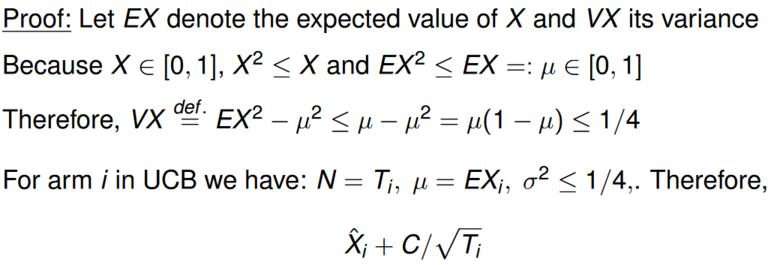 Proof: Let EX denote the expected value of X and VX its variance
Because X ∈ [0, 1], X² ≤ X and EX² ≤ EX =: μ ∈ [0, 1]
Therefore, VX ≝ EX² − μ² ≤ μ − μ² = μ(1 − μ) ≤ 1/4
For arm i in UCB we have: N = Tᵢ, μ = EXᵢ, σ² ≤ 1/4,. Therefore,
X̂ᵢ + C/√Tᵢ